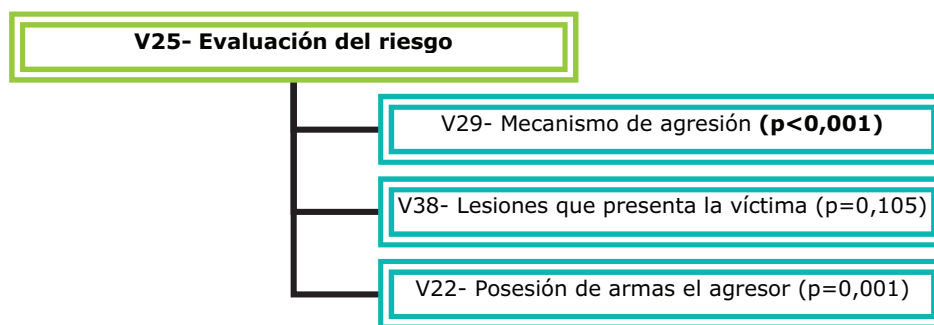 V25- Evaluación del riesgo
V29- Mecanismo de agresión (p<0,001)
V38- Lesiones que presenta la víctima (p=0,105)
V22- Posesión de armas el agresor (p=0,001)